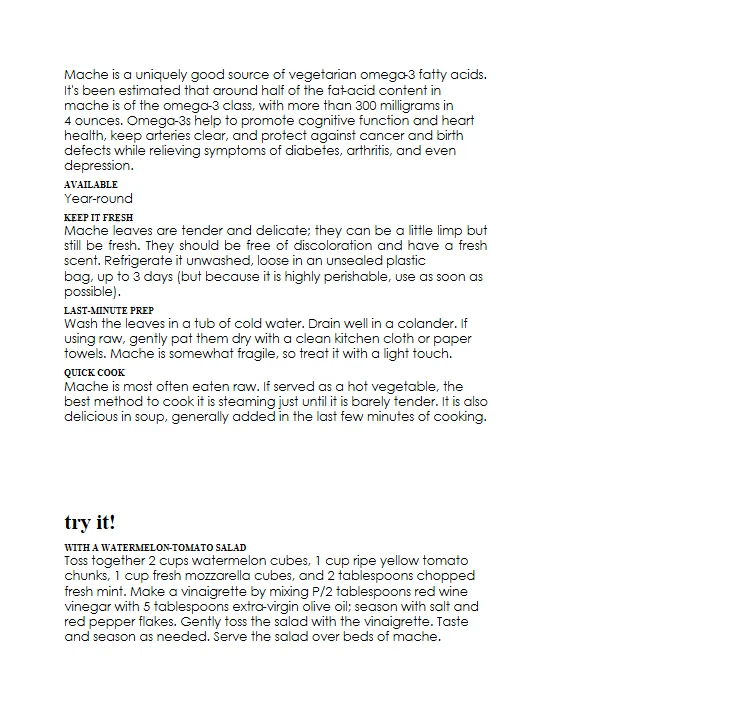 Mache is a uniquely good source of vegetarian omega-3 fatty acids.
It's been estimated that around half of the fat-acid content in
mache is of the omega-3 class, with more than 300 milligrams in
4 ounces. Omega-3s help to promote cognitive function and heart
health, keep arteries clear, and protect against cancer and birth
defects while relieving symptoms of diabetes, arthritis, and even
depression.
AVAILABLE
Year-round
KEEP IT FRESH
Mache leaves are tender and delicate; they can be a little limp but
still be fresh. They should be free of discoloration and have a fresh
scent. Refrigerate it unwashed, loose in an unsealed plastic
bag, up to 3 days (but because it is highly perishable, use as soon as
possible).
LAST-MINUTE PREP
Wash the leaves in a tub of cold water. Drain well in a colander. If
using raw, gently pat them dry with a clean kitchen cloth or paper
towels. Mache is somewhat fragile, so treat it with a light touch.
QUICK COOK
Mache is most often eaten raw. If served as a hot vegetable, the
best method to cook it is steaming just until it is barely tender. It is also
delicious in soup, generally added in the last few minutes of cooking.
try it!
WITH A WATERMELON-TOMATO SALAD
Toss together 2 cups watermelon cubes, 1 cup ripe yellow tomato
chunks, 1 cup fresh mozzarella cubes, and 2 tablespoons chopped
fresh mint. Make a vinaigrette by mixing P/2 tablespoons red wine
vinegar with 5 tablespoons extra-virgin olive oil; season with salt and
red pepper flakes. Gently toss the salad with the vinaigrette. Taste
and season as needed. Serve the salad over beds of mache.